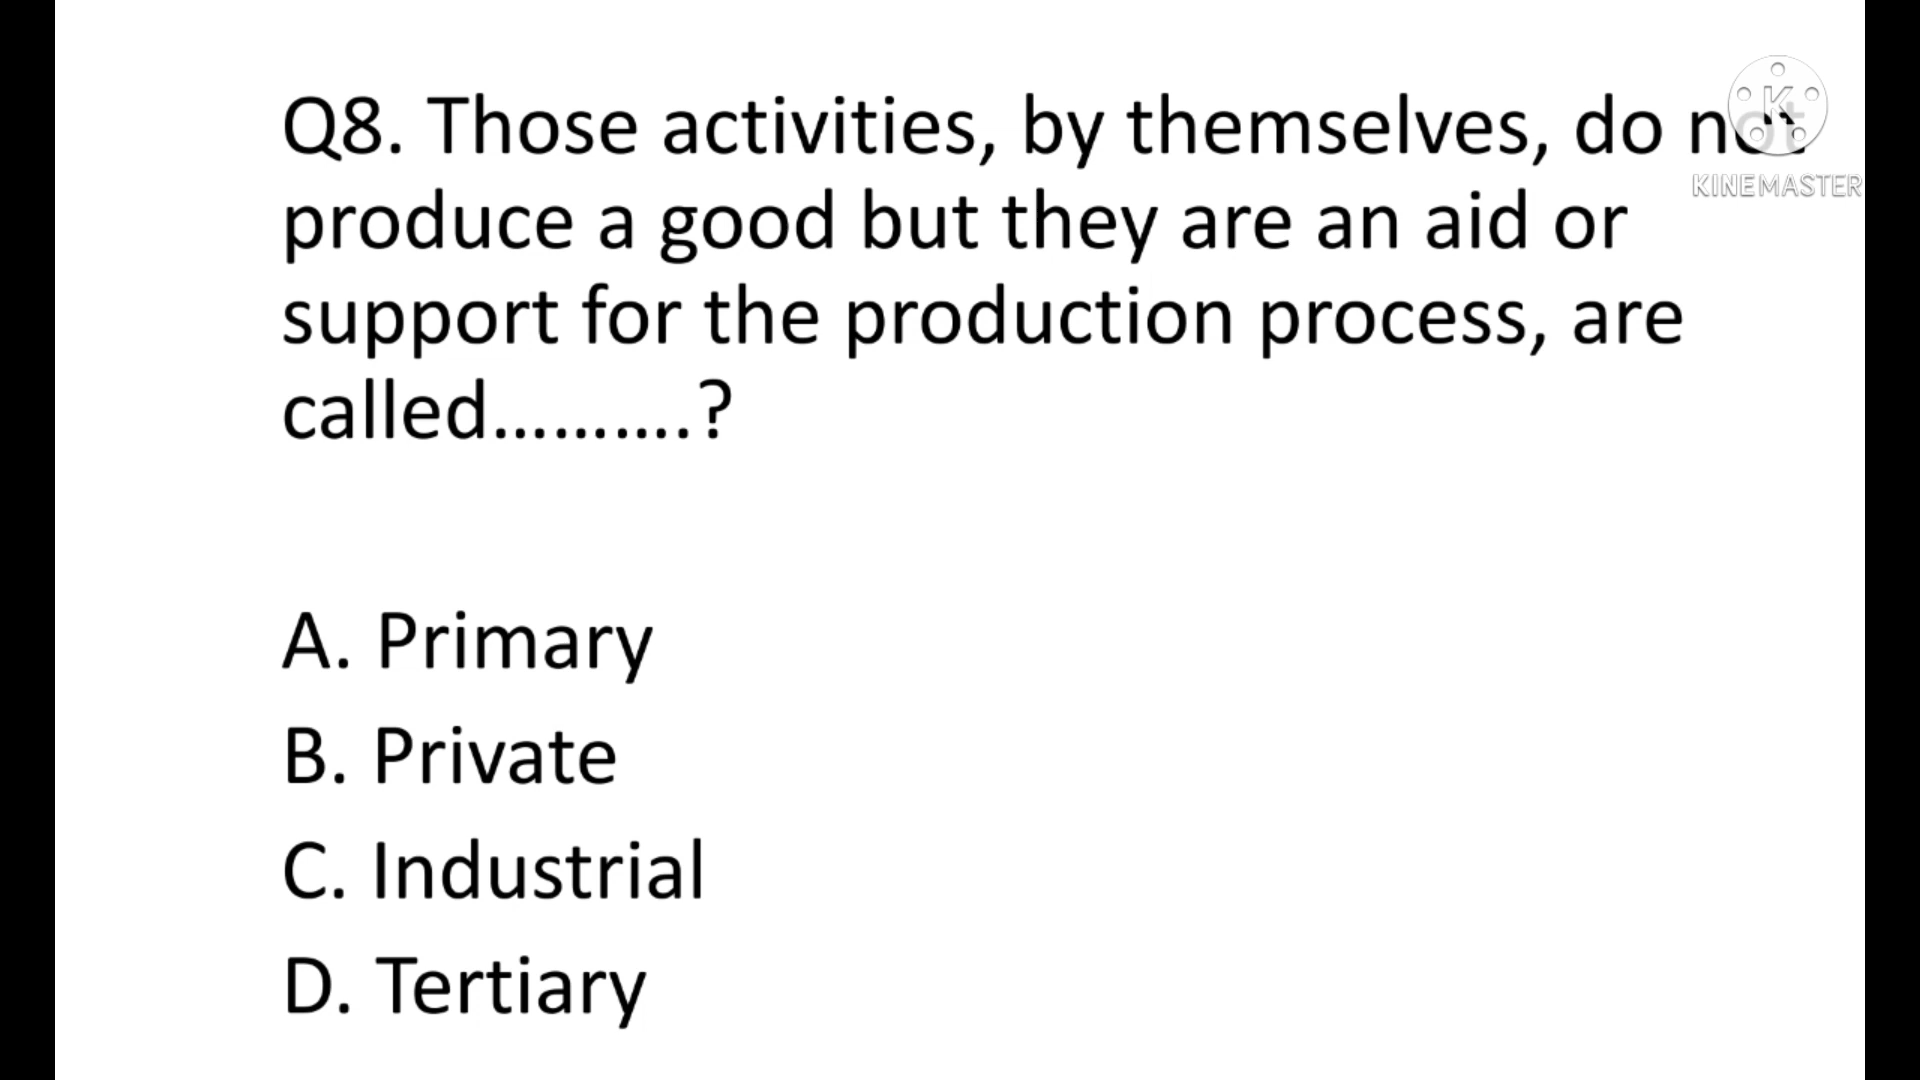 Q8. Those activities, by themselves, do not
produce a good but they are an aid or
support for the production process, are
called..........?
A. Primary
B. Private
C. Industrial
D. Tertiary
K
KINEMASTER